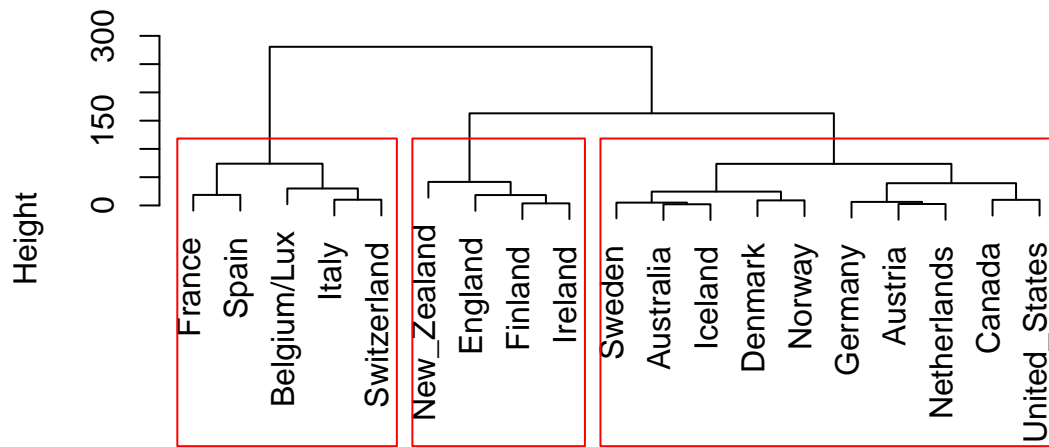 Height
300
150
0
France
Spain
Belgium/Lux
Italy
Switzerland
New_Zealand
England
Finland
Ireland
Sweden
Australia
Iceland
Denmark
Norway
Germany
Austria
Netherlands
Canada
United_States